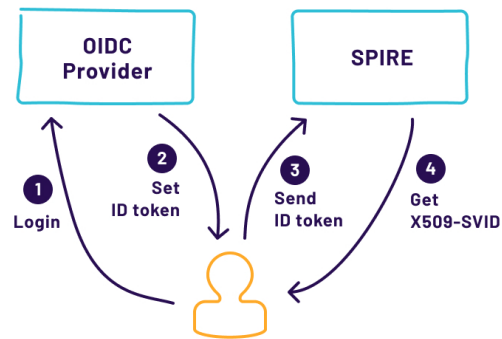 OIDC
Provider
SPIRE
1
Login
2
Set
ID token
3
Send
ID token
4
Get
X509-SVID